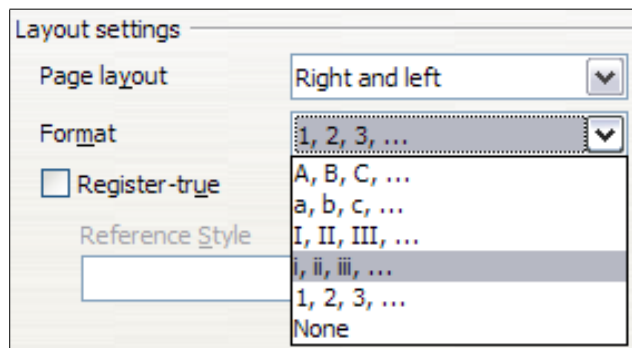 Layout settings
Page layout Right and left
Format 1, 2, 3, ...
A, B, C, ...
Register-true
a, b, c, ...
I, II, III, ...
Reference Style
i, ii, iii, ...
1, 2, 3, ...
None